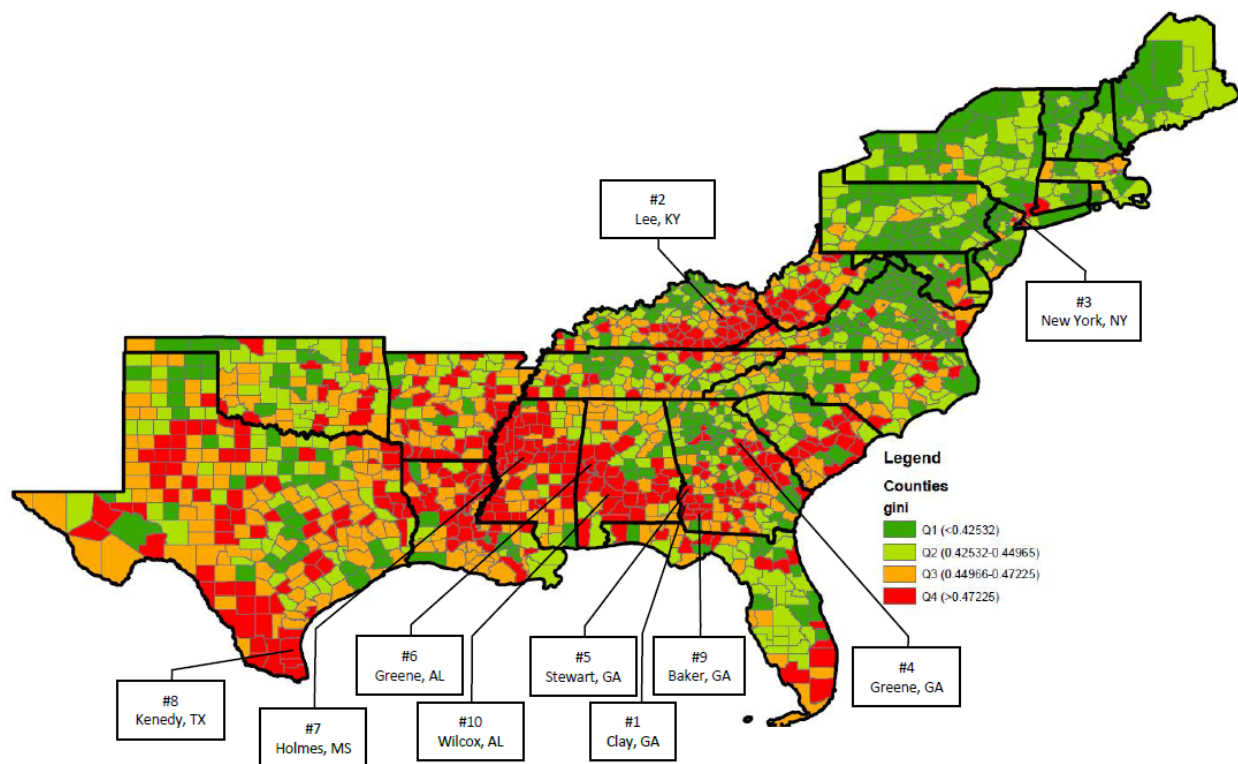 #2
Lee, KY
#3
New York, NY
Legend
Counties
gini
Q1 (<0.42532)
Q2 (0.42532-0.44965)
Q3 (0.44966-0.47225)
Q4 (>0.47225)
#8
Kenedy, TX
#7
Holmes, MS
#6
Greene, AL
#10
Wilcox, AL
#5
Stewart, GA
#1
Clay, GA
#9
Baker, GA
#4
Greene, GA